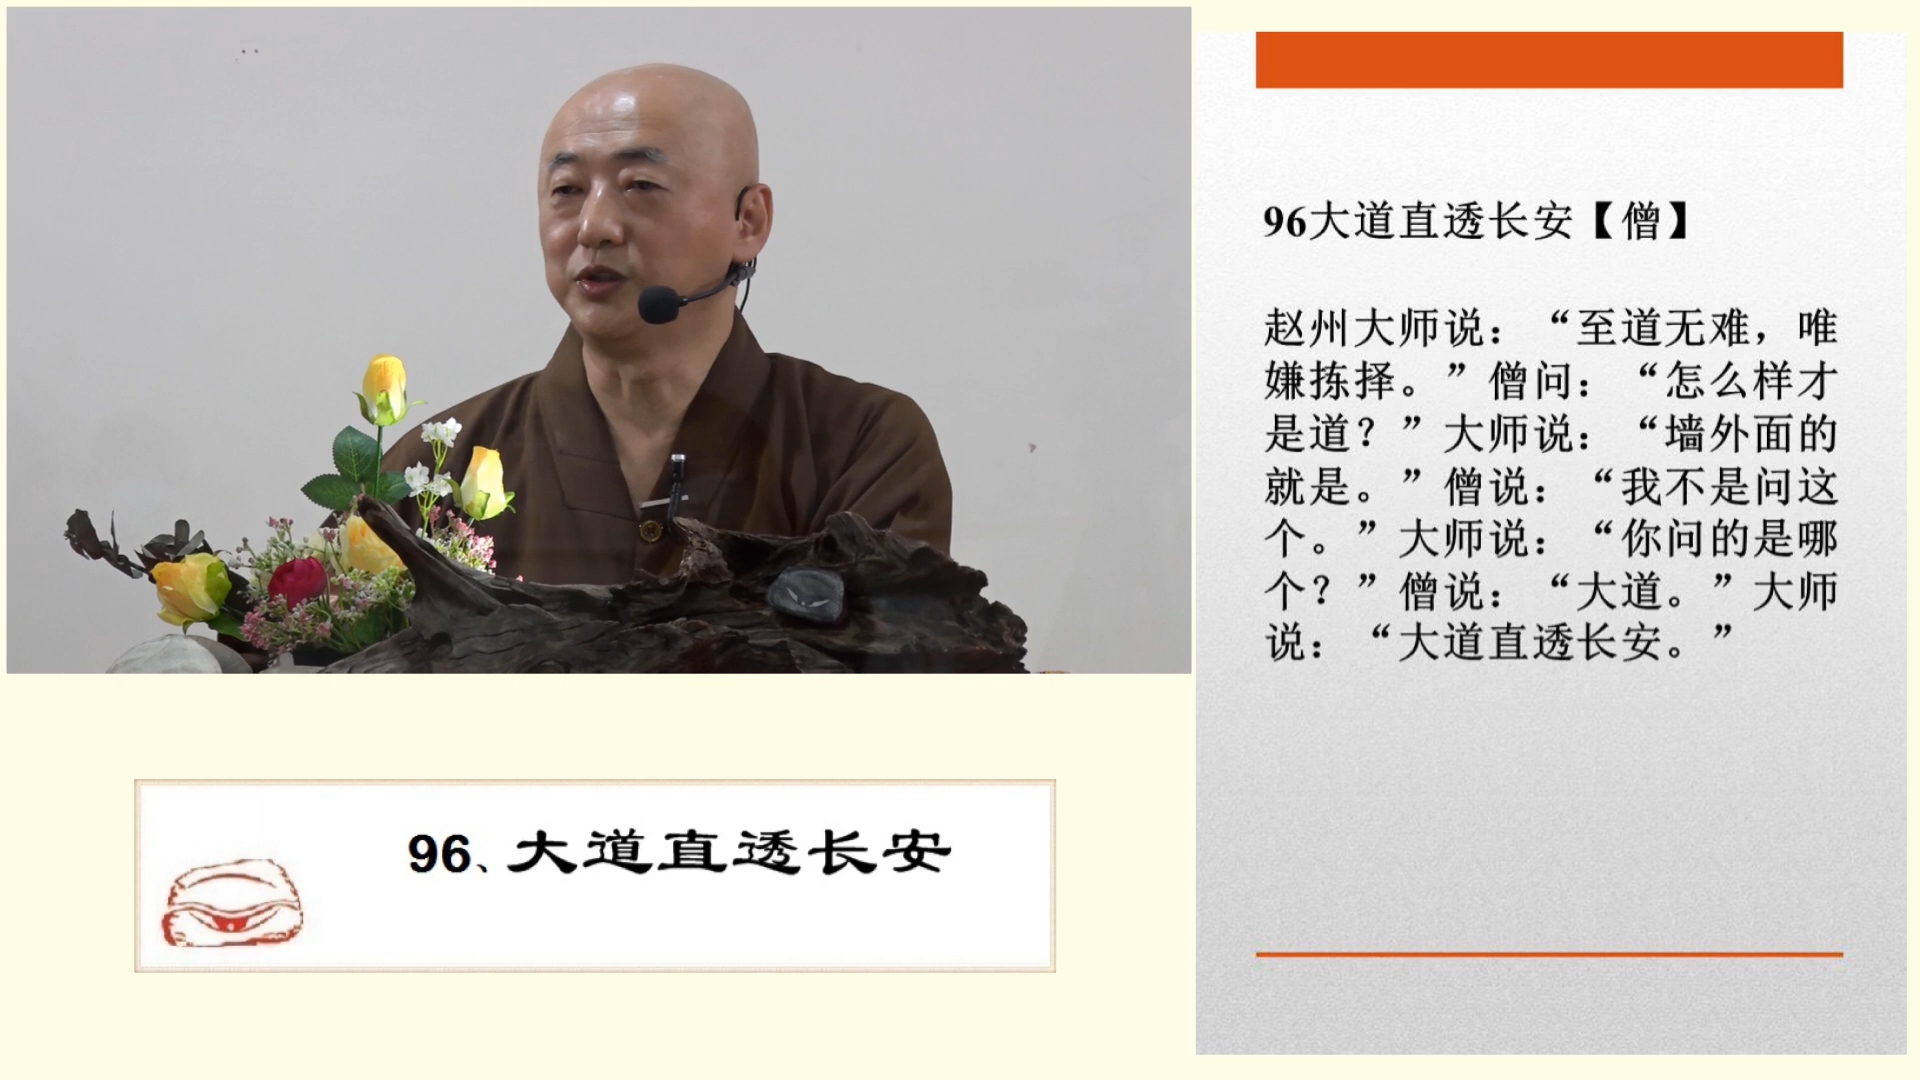 96大道直透长安【僧】
赵州大师说：“至道无难，唯
嫌拣择。”僧问：“怎么样才
是道？”大师说：“墙外面的
就是。”僧说：“我不是问这
个。”大师说：“你问的是哪
个？”僧说：“大道。”大师
说：“大道直透长安。”
96、大道直透长安